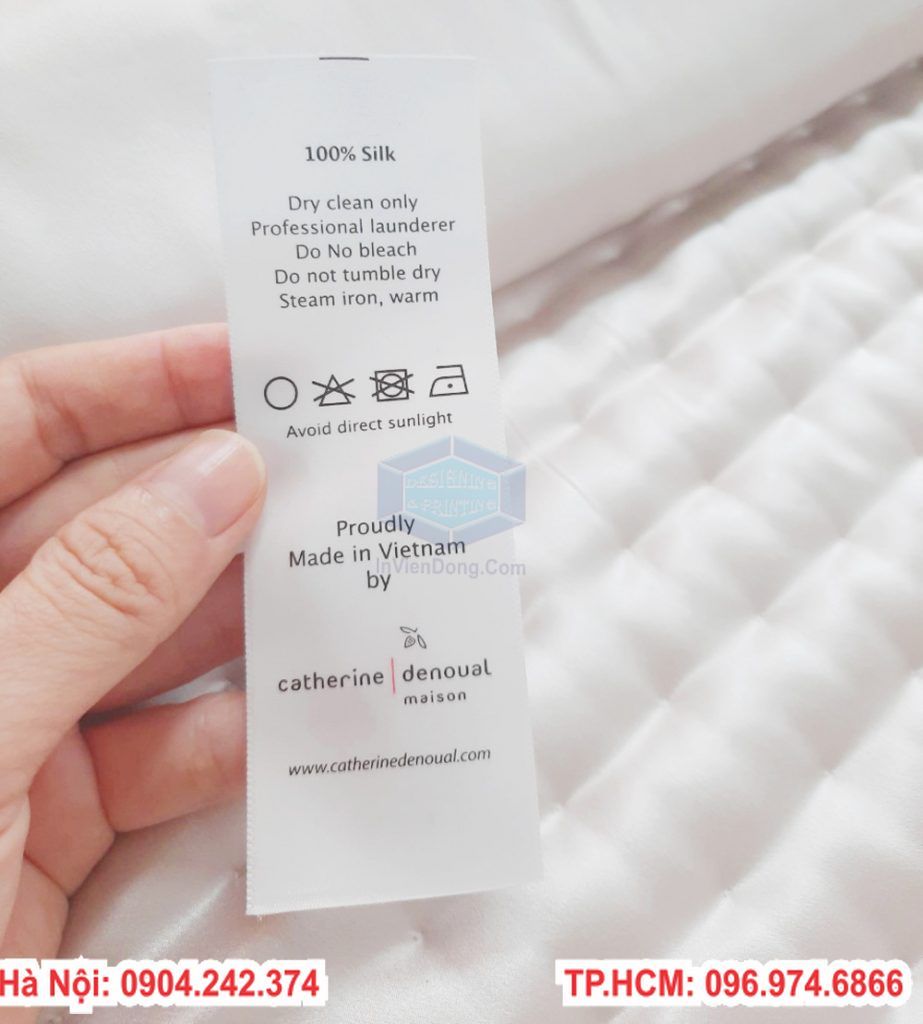 100% Silk
Dry clean only
Professional launderer
Do No bleach
Do not tumble dry
Steam iron, warm
Avoid direct sunlight
DESIGNING
& PRINTING
InVienDong.Com
Proudly
Made in Vietnam
by
catherine | denoual
maison
www.catherinedenoual.com
Hà Nội: 0904.242.374
TP.HCM: 096.974.6866